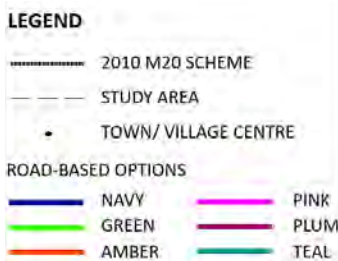 LEGEND
2010 M20 SCHEME
STUDY AREA
TOWN/ VILLAGE CENTRE
ROAD-BASED OPTIONS
NAVY PINK
GREEN PLUM
AMBER TEAL